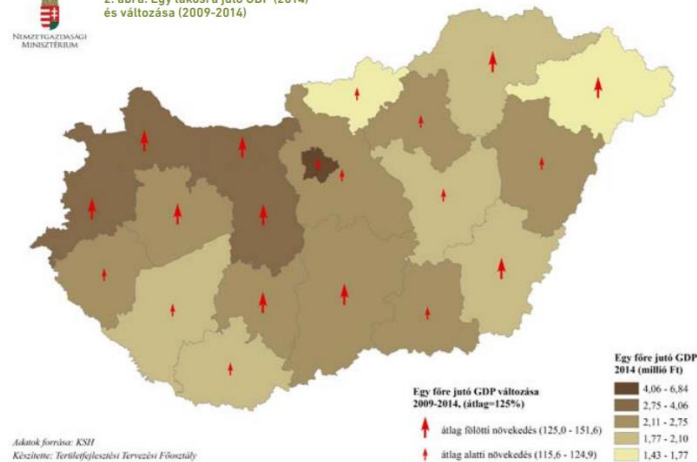 NEMZETGAZDASÁGI
MINISZTÉRIUM
2. ábra: Egy lakosra jutó GDP (2014)
és változása (2009-2014)
Egy főre jutó GDP változása
2009-2014, (átlag=125%)
átlag fölötti növekedés (125,0 - 151,6)
átlag alatti növekedés (115,6 - 124,9)
Egy főre jutó GDP
2014 (millió Ft)
4,06 - 6,84
2,75 - 4,06
2,11 - 2,75
1,77 - 2,10
1,43 - 1,77
Adatok forrása: KSH
Készítette: Területfejlesztési Tervezési Főosztály